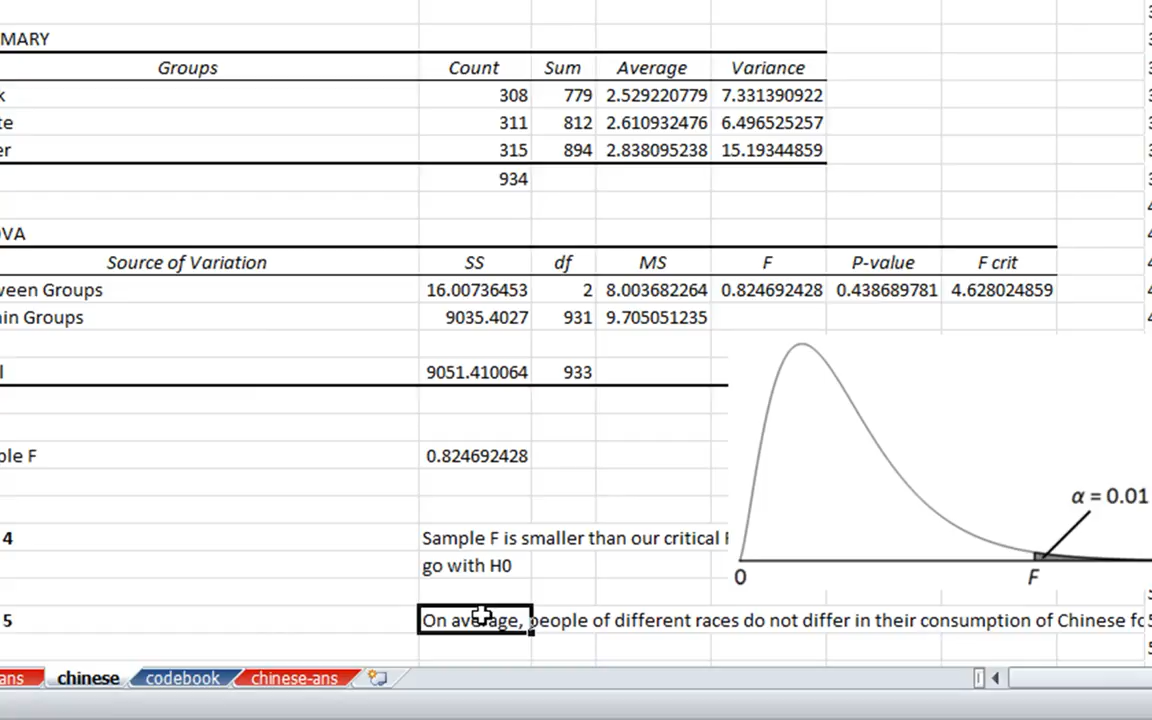 MARY
Groups Count Sum Average Variance
k 308 779 2.529220779 7.331390922
te 311 812 2.610932476 6.496525257
er 315 894 2.838095238 15.19344859
934
OVA
Source of Variation SS df MS F P-value F crit
ween Groups 16.00736453 2 8.003682264 0.824692428 0.438689781 4.628024859
in Groups 9035.4027 931 9.705051235
l 9051.410064 933
ple F 0.824692428
α = 0.01
4 Sample F is smaller than our critical F
go with H0
0 F
5 On average, people of different races do not differ in their consumption of Chinese fo
ans chinese codebook chinese-ans